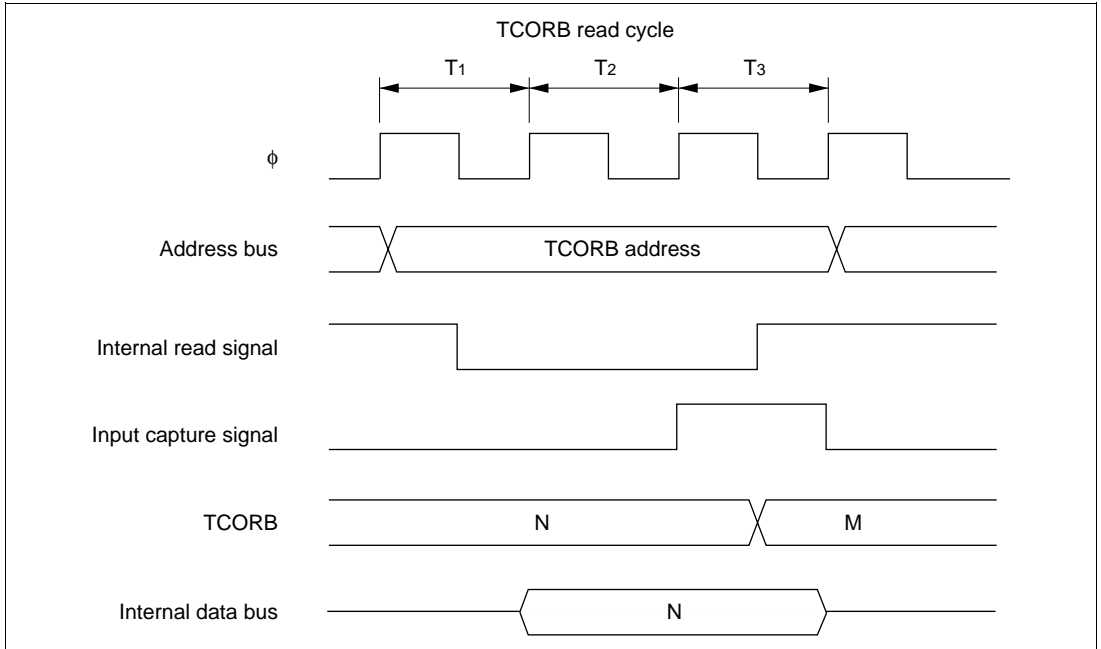 TCORB read cycle
T1 T2 T3
ϕ
Address bus TCORB address
Internal read signal
Input capture signal
TCORB N M
Internal data bus N